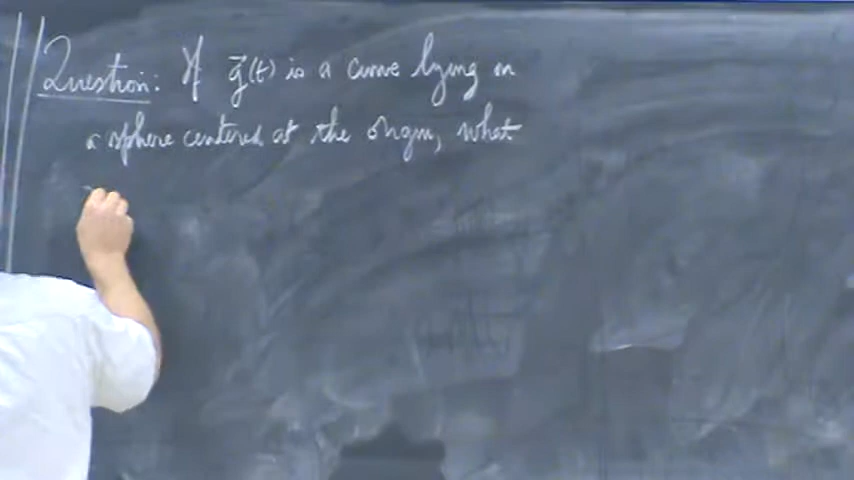 Question: If g⃗(t) is a curve lying on
a sphere centered at the origin, what